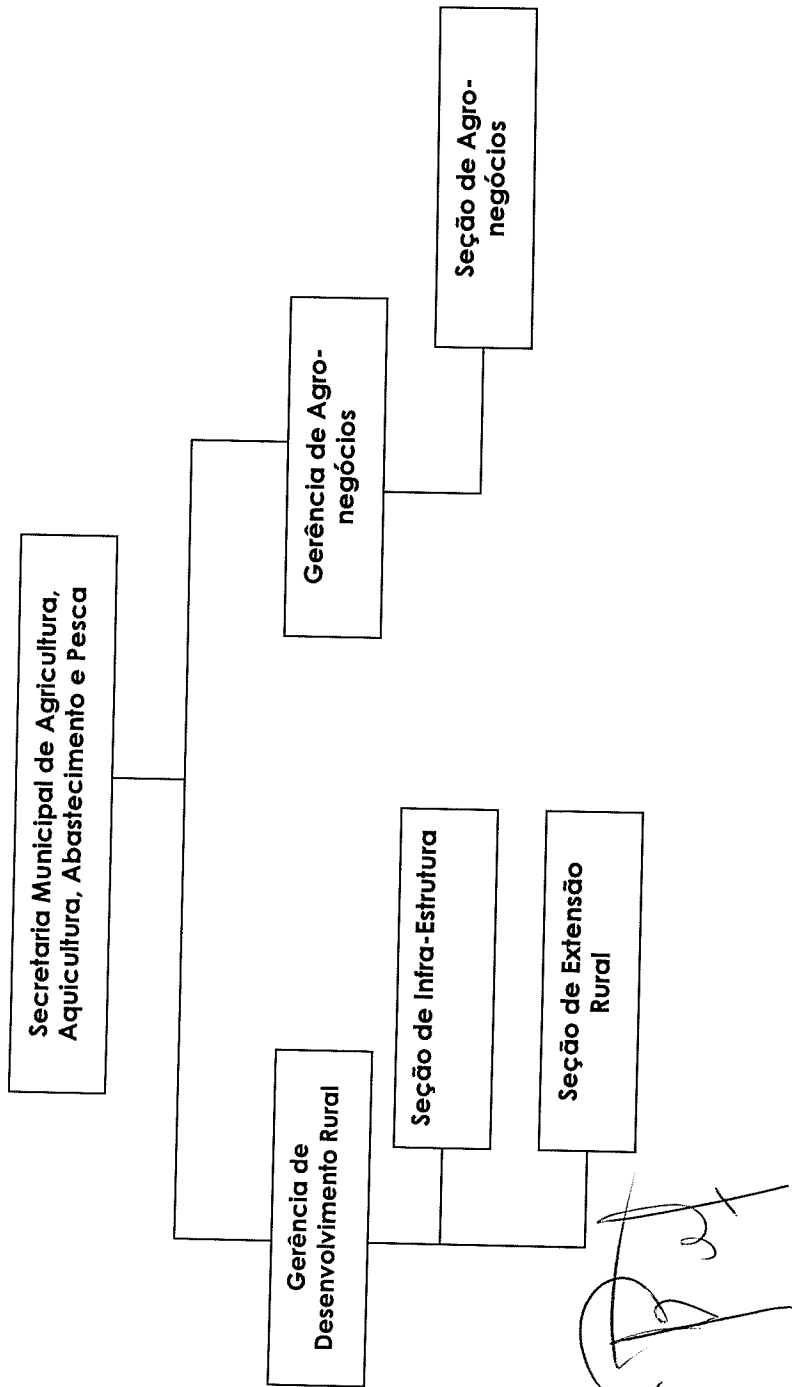 Secretaria Municipal de Agricultura,
Aquicultura, Abastecimento e Pesca
Gerência de
Desenvolvimento Rural
Seção de Infra-Estrutura
Seção de Extensão
Rural
Gerência de Agro-
negócios
Seção de Agro-
negócios